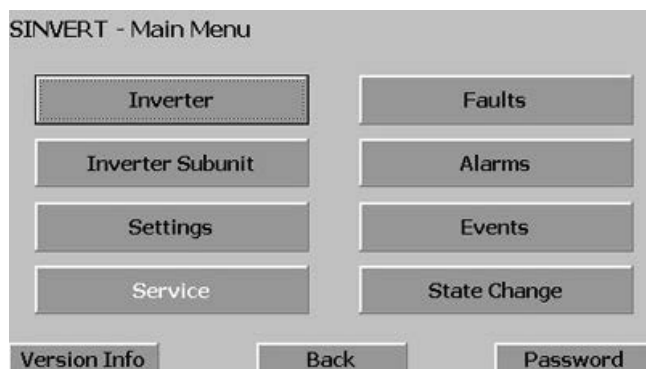 SINVERT - Main Menu
Inverter
Faults
Inverter Subunit
Alarms
Settings
Events
Service
State Change
Version Info
Back
Password